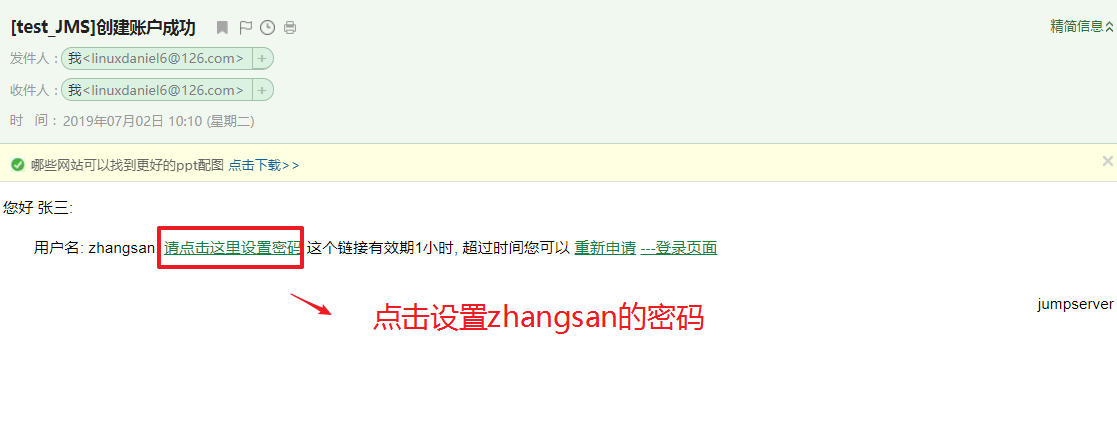 [test_JMS]创建账户成功
精简信息
发件人：我<linuxdaniel6@126.com> +
收件人：我<linuxdaniel6@126.com> +
时 间：2019年07月02日 10:10 (星期二)
哪些网站可以找到更好的ppt配图 点击下载>>
您好 张三:
用户名: zhangsan 请点击这里设置密码 这个链接有效期1小时, 超过时间您可以 重新申请 ---登录页面
jumpserver
点击设置zhangsan的密码